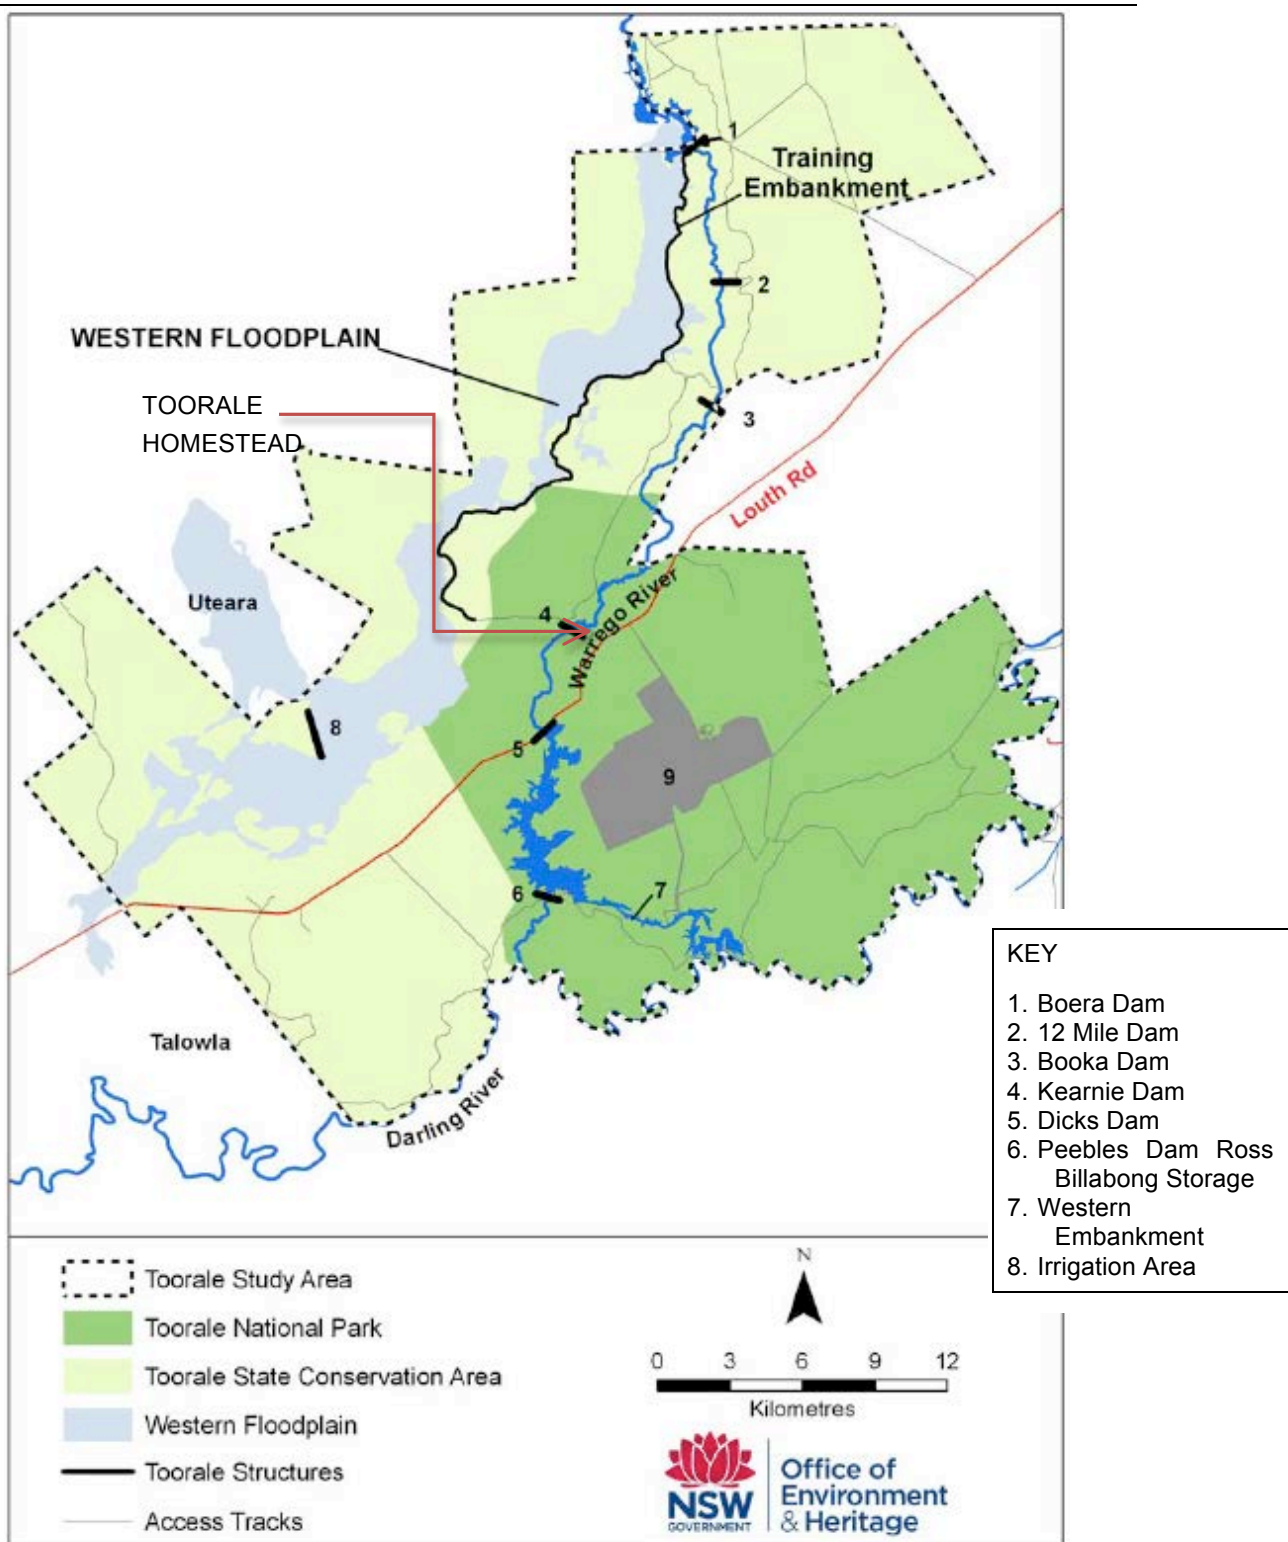 1
Training
Embankment
2
WESTERN FLOODPLAIN
TOORALE
HOMESTEAD
3
Louth Rd
Uteara
4
Warrego River
8
5
9
6
7
Talowla
Darling River
KEY
1. Boera Dam
2. 12 Mile Dam
3. Booka Dam
4. Kearnie Dam
5. Dicks Dam
6. Peebles Dam Ross
Billabong Storage
7. Western
Embankment
8. Irrigation Area
Toorale Study Area
Toorale National Park
Toorale State Conservation Area
Western Floodplain
Toorale Structures
Access Tracks
N
0 3 6 9 12
Kilometres
NSW
GOVERNMENT
Office of
Environment
& Heritage